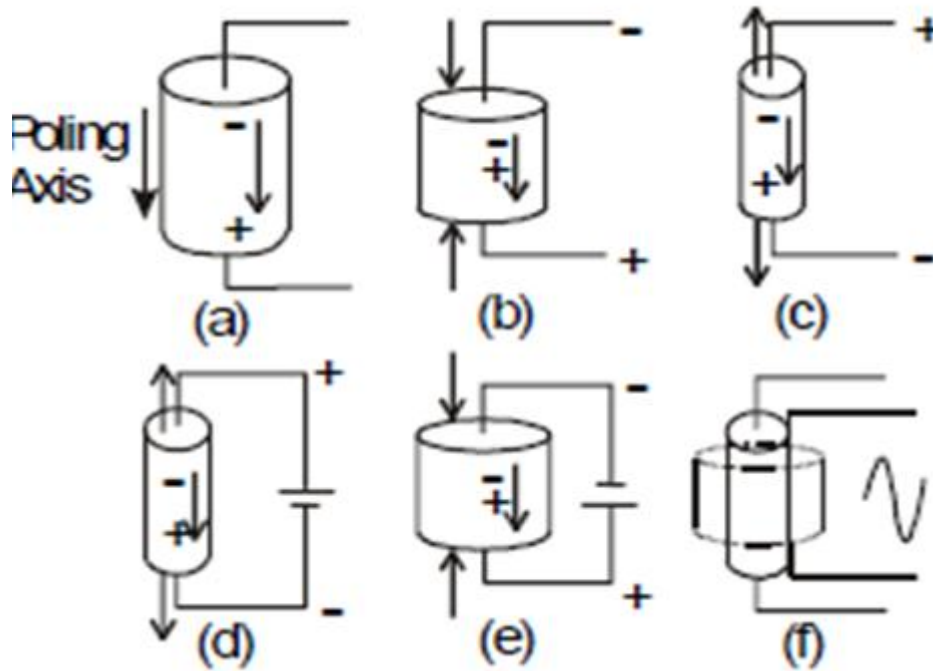 Poling
Axis
-
+
(a)
-
-
+
+
(b)
+
-
+
-
(c)
+
-
+
-
(d)
-
-
+
+
(e)
-
-
-
(f)